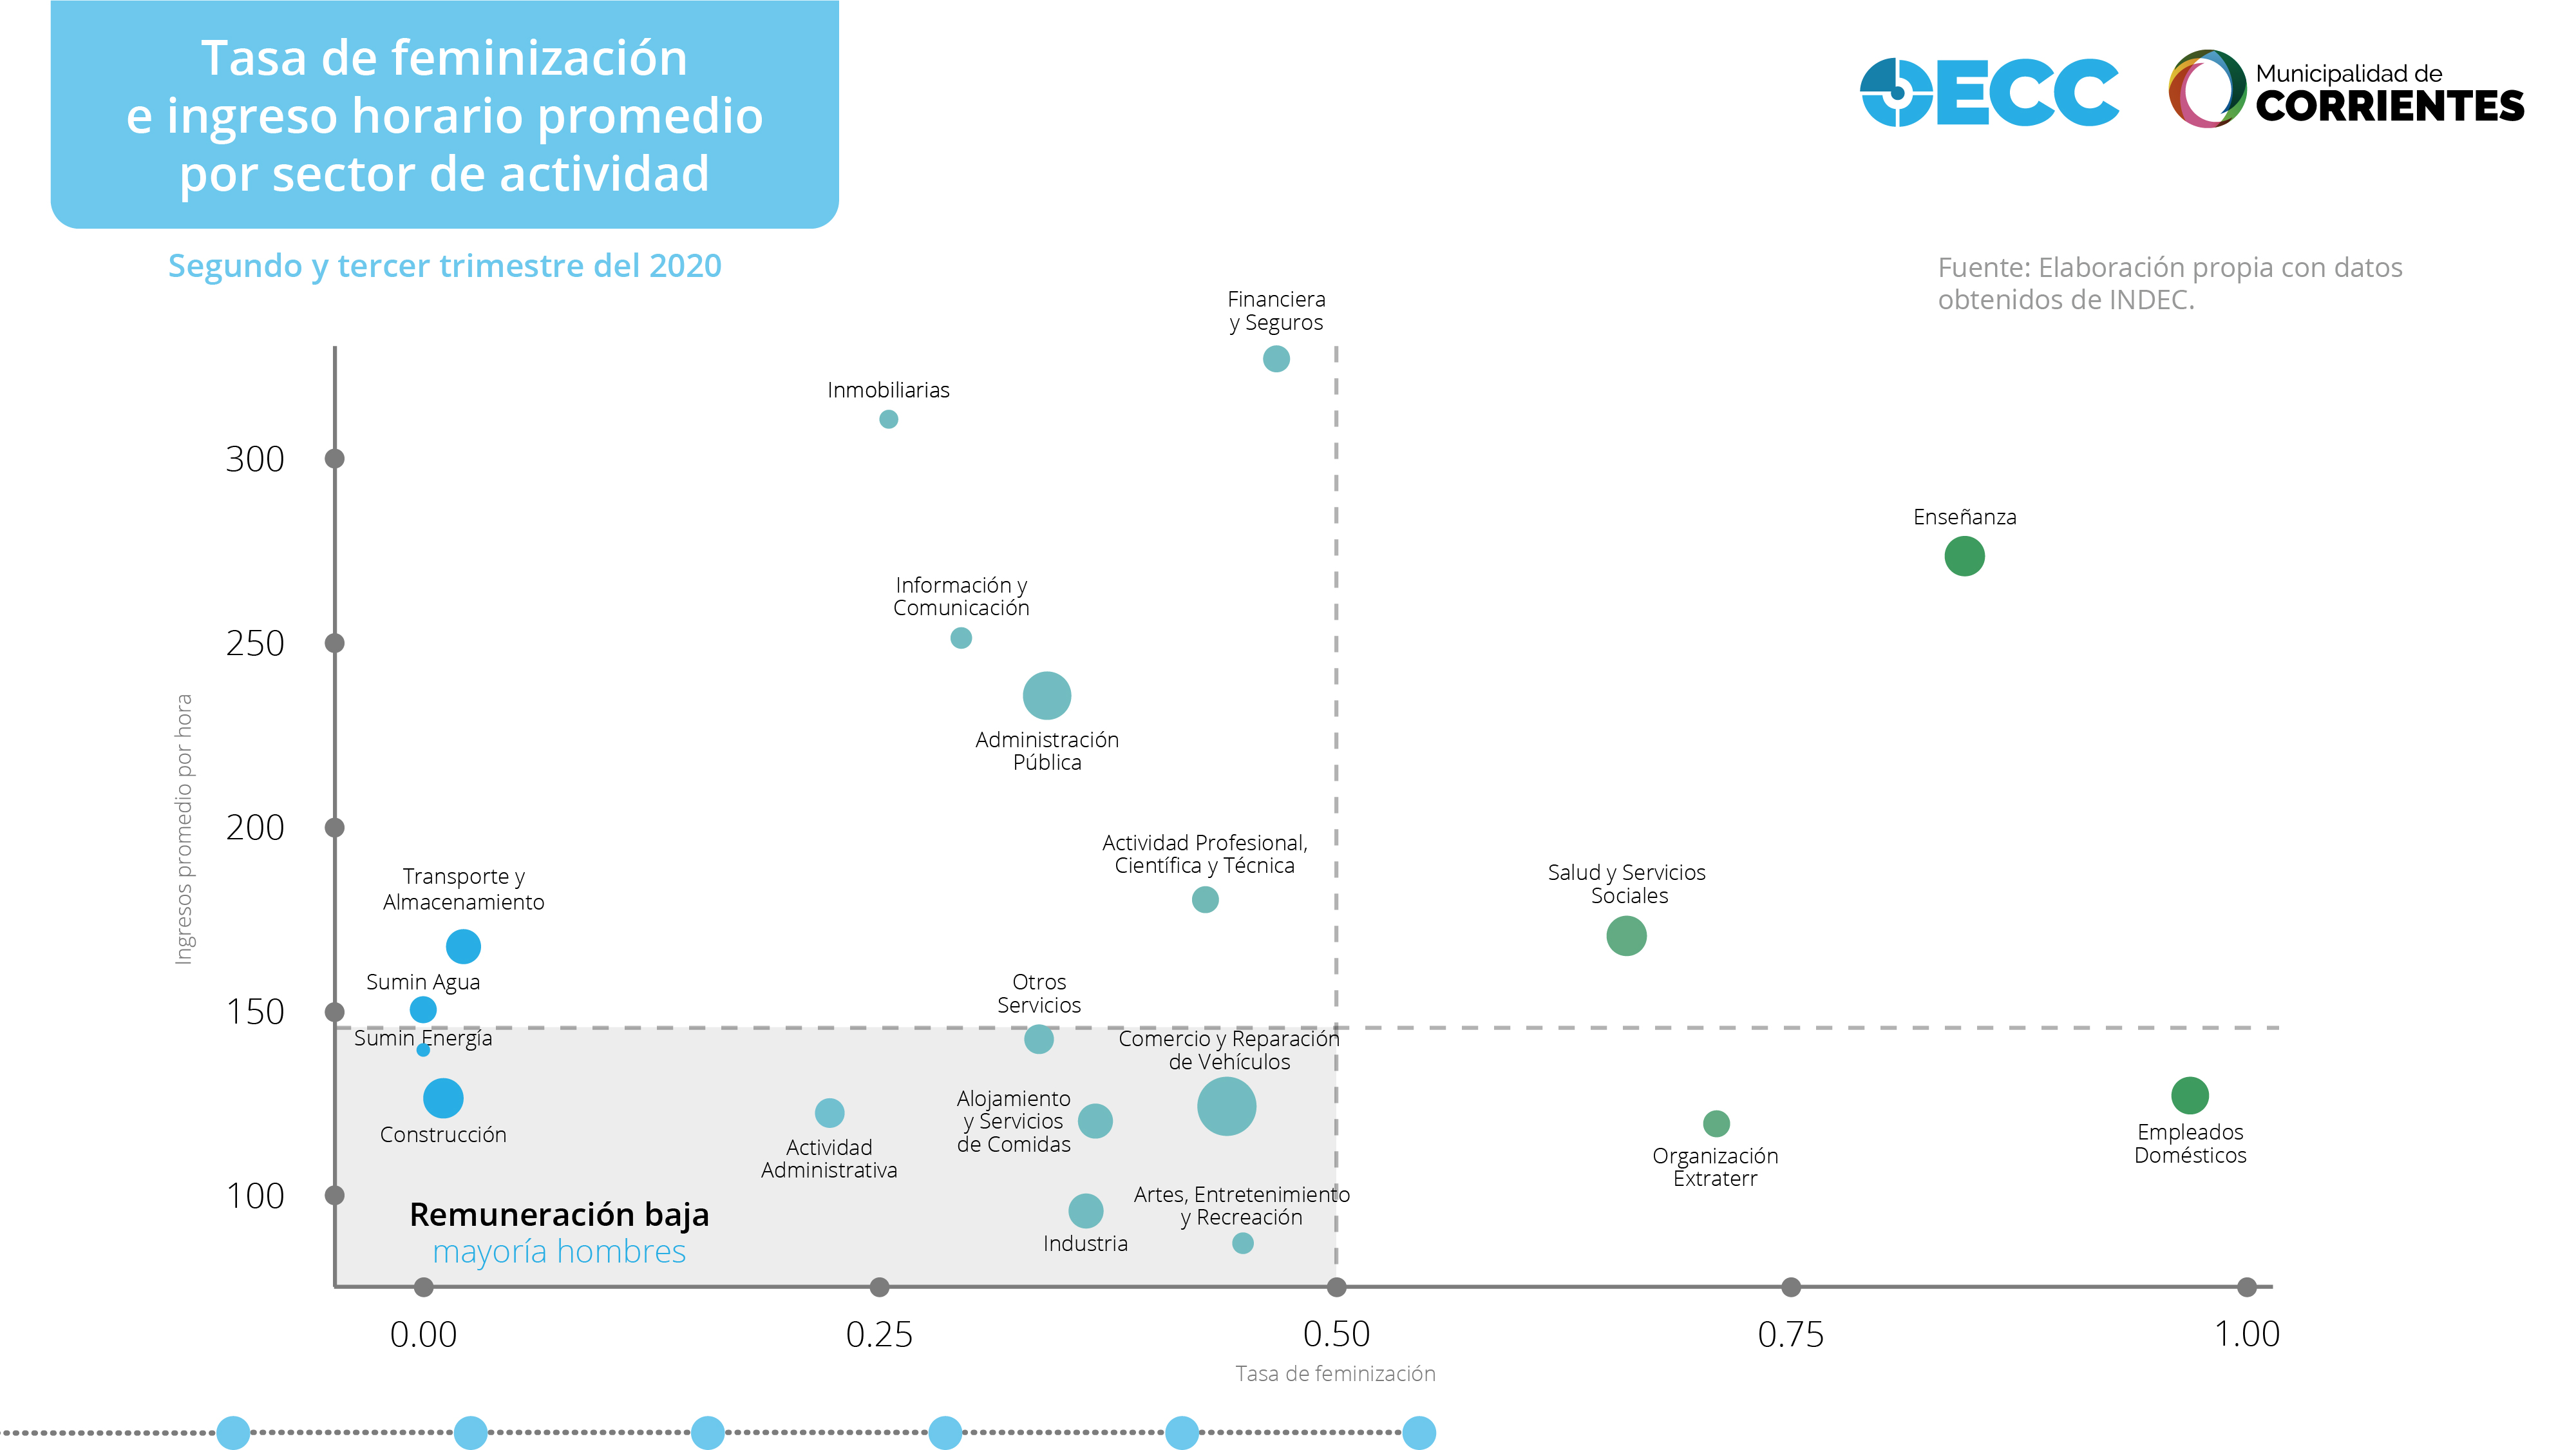 Tasa de feminización
e ingreso horario promedio
por sector de actividad
OECC
Municipalidad de
CORRIENTES
Segundo y tercer trimestre del 2020
Fuente: Elaboración propia con datos
obtenidos de INDEC.
Financiera
y Seguros
Inmobiliarias
300
Enseñanza
Información y
Comunicación
250
Administración
Pública
Ingresos promedio por hora
200
Actividad Profesional,
Científica y Técnica
Transporte y
Almacenamiento
Salud y Servicios
Sociales
Sumin Agua
Otros
Servicios
150
Sumin Energía
Comercio y Reparación
de Vehículos
Construcción
Actividad
Administrativa
Alojamiento
y Servicios
de Comidas
Organización
Extraterr
Empleados
Domésticos
100
Remuneración baja
mayoría hombres
Industria
Artes, Entretenimiento
y Recreación
0.00
0.25
0.50
0.75
1.00
Tasa de feminización